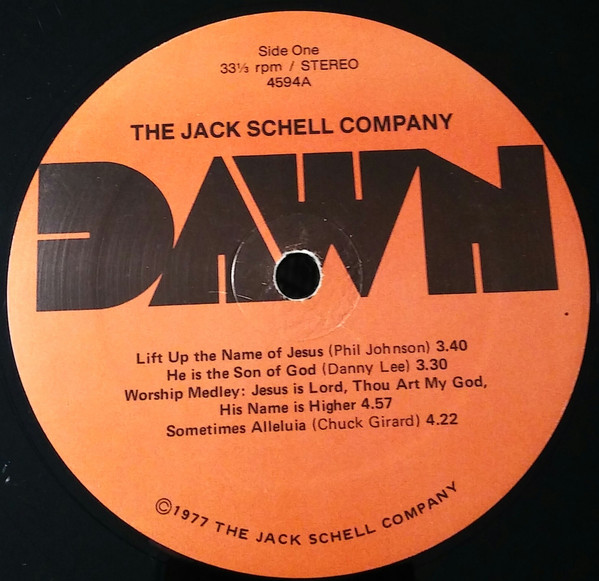 Side One
33⅓ rpm / STEREO
4594A
THE JACK SCHELL COMPANY
DAWN
Lift Up the Name of Jesus (Phil Johnson) 3.40
He is the Son of God (Danny Lee) 3.30
Worship Medley: Jesus is Lord, Thou Art My God,
His Name is Higher 4.57
Sometimes Alleluia (Chuck Girard) 4.22
©1977 THE JACK SCHELL COMPANY